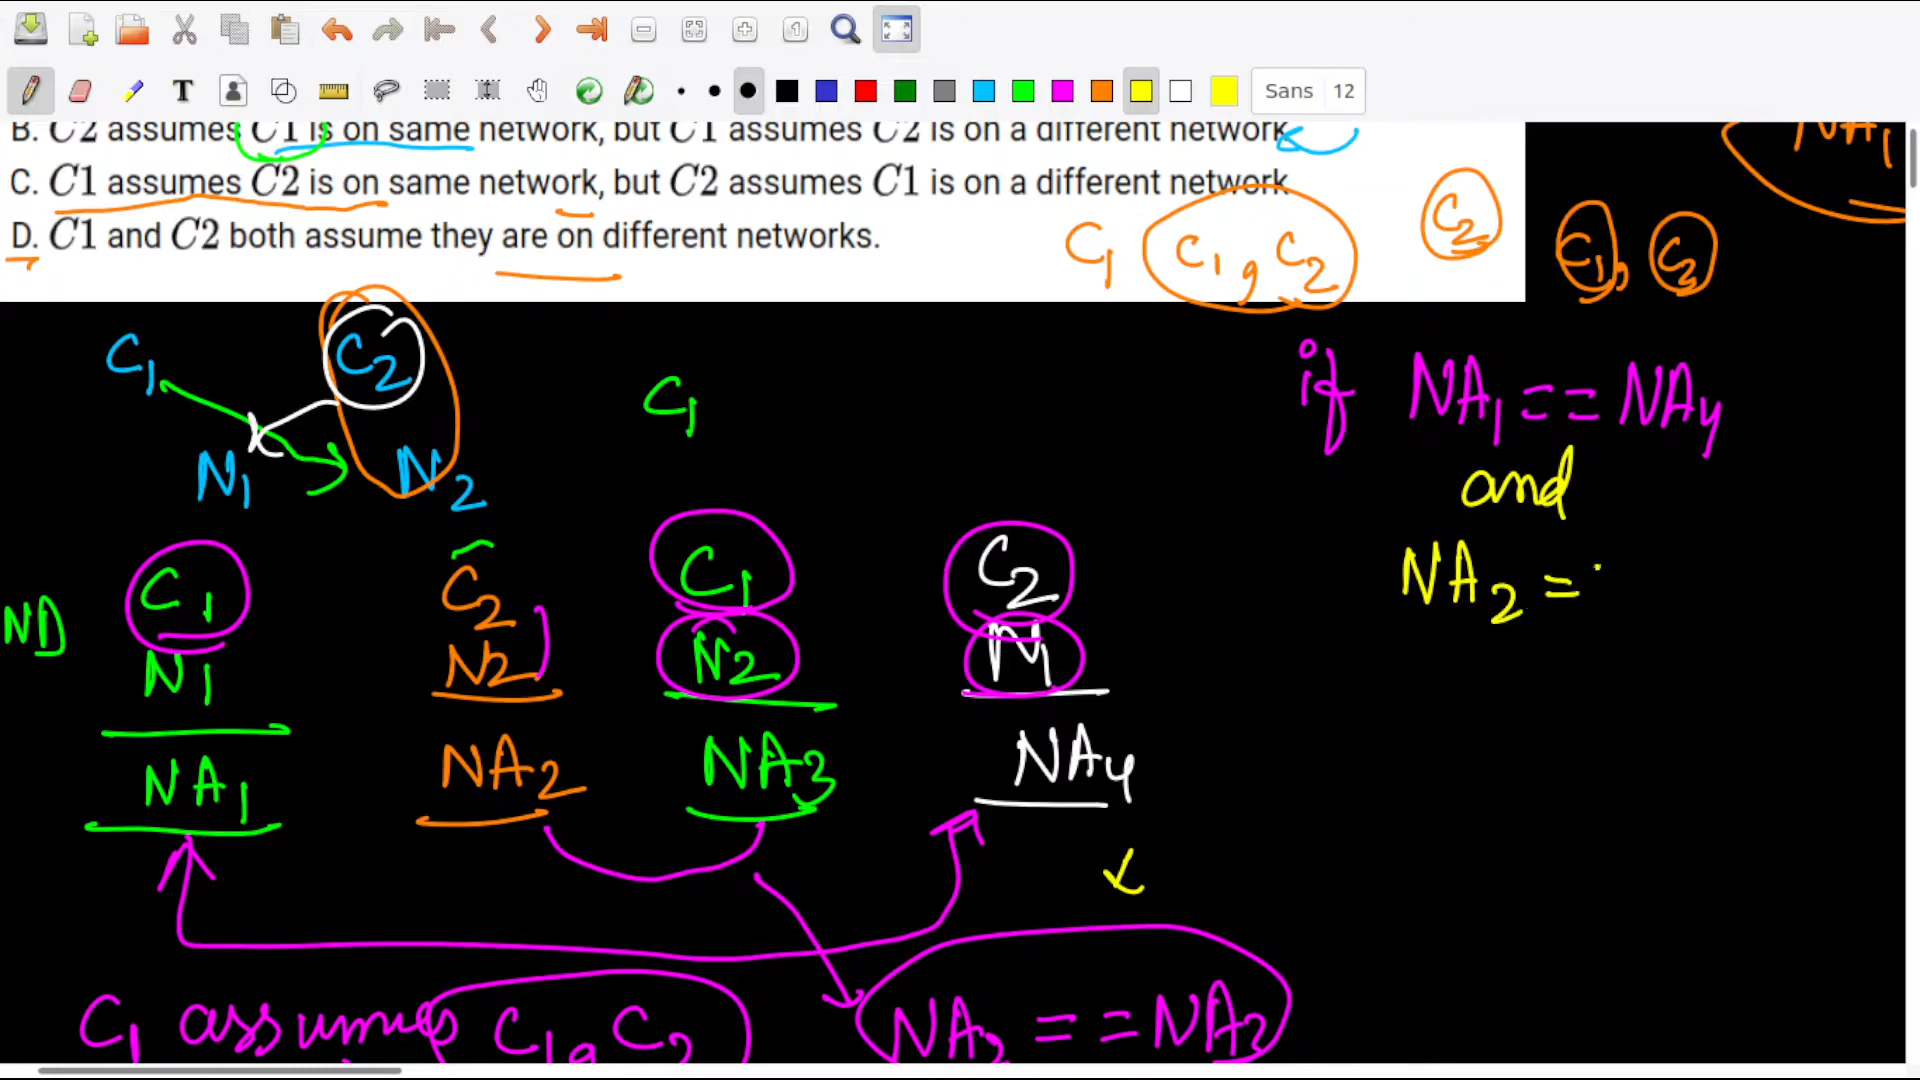 Sans 12
B. C2 assumes C1 is on same network, but C1 assumes C2 is on a different network
C. C1 assumes C2 is on same network, but C2 assumes C1 is on a different network
D. C1 and C2 both assume they are on different networks.
NA1
C1 C1, C2 C2 C1, C2
C1 C2 C1
N1 N2
if NA1 == NA4
and
NA2 =
C1 C2 C1 C2
ND N1 N2 N2 N1
NA1 NA2 NA3 NA4
C1 assumes C1, C2 NA2 == NA3